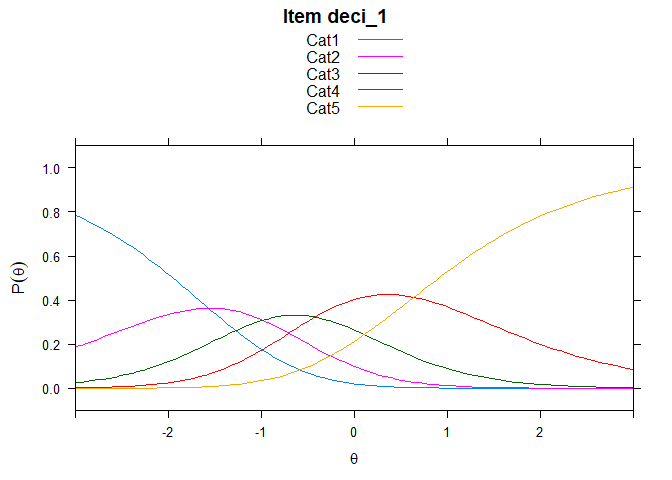 Item deci_1
Cat1
Cat2
Cat3
Cat4
Cat5
1.0
0.8
0.6
0.4
0.2
0.0
P(θ)
-2 -1 0 1 2
θ